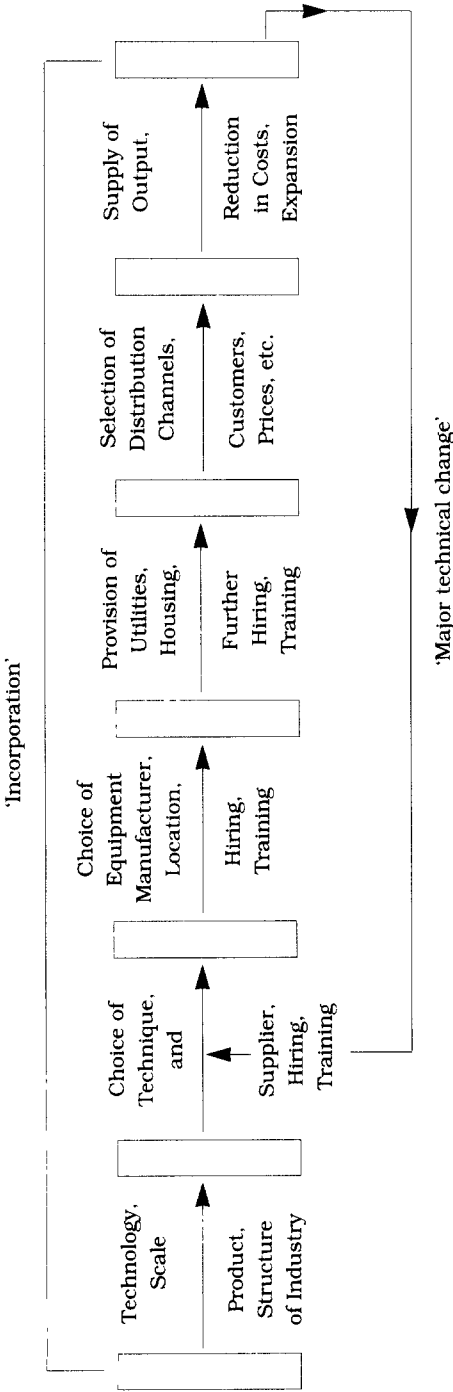 'Incorporation'
Technology,
Scale
Product,
Structure
of Industry
Choice of
Technique,
and
Supplier,
Hiring,
Training
Choice of
Equipment
Manufacturer,
Location,
Hiring,
Training
Provision of
Utilities,
Housing,
Further
Hiring,
Training
Selection of
Distribution
Channels,
Customers,
Prices, etc.
Supply of
Output,
Reduction
in Costs,
Expansion
'Major technical change'